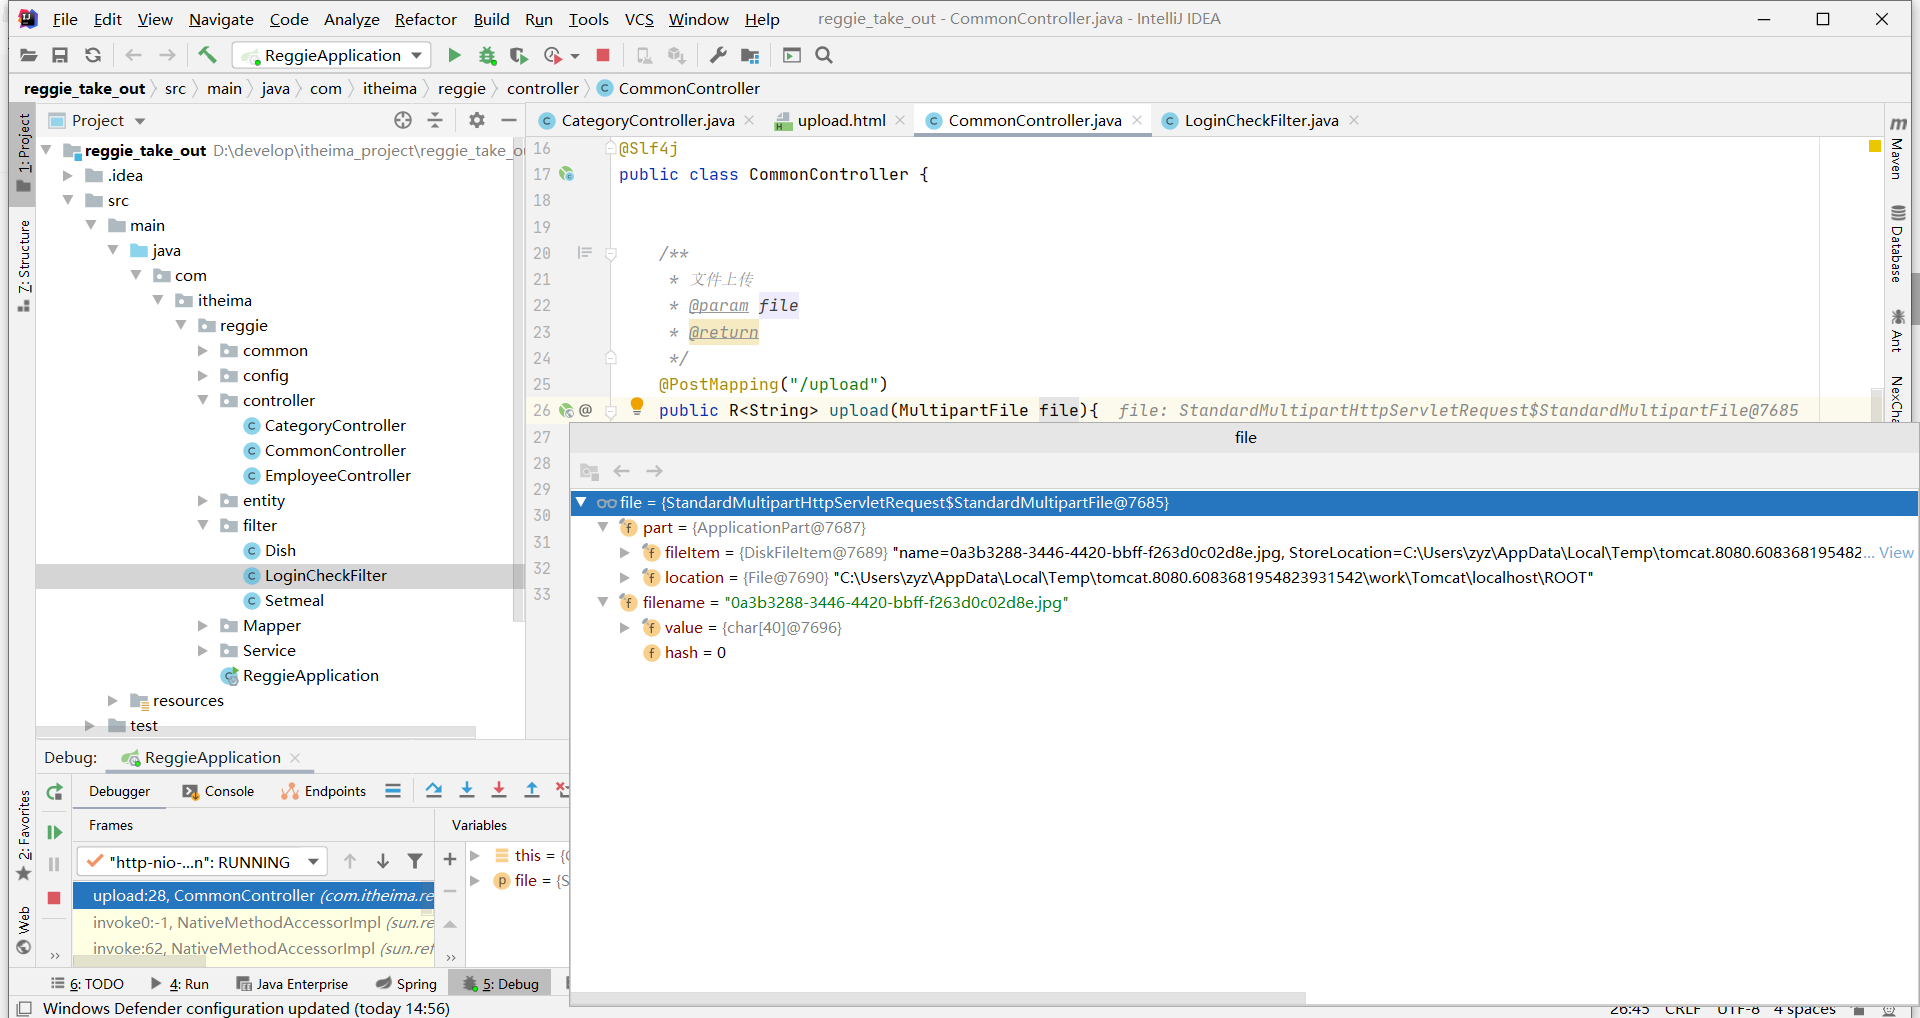 File Edit View Navigate Code Analyze Refactor Build Run Tools VCS Window Help reggie_take_out - CommonController.java - IntelliJ IDEA
ReggieApplication
reggie_take_out src main java com itheima reggie controller CommonController
Project
CategoryController.java upload.html CommonController.java LoginCheckFilter.java
1: Project
Z: Structure
2: Favorites
Web
reggie_take_out D:\develop\itheima_project\reggie_take_o
.idea
src
main
java
com
itheima
reggie
common
config
controller
CategoryController
CommonController
EmployeeController
entity
filter
Dish
LoginCheckFilter
Setmeal
Mapper
Service
ReggieApplication
resources
test
16 @Slf4j
17 public class CommonController {
18
19
20 /**
21 * 文件上传
22 * @param file
23 * @return
24 */
25 @PostMapping("/upload")
26 @ public R<String> upload(MultipartFile file){ file: StandardMultipartHttpServletRequest$StandardMultipartFile@7685
27
28
29
30
31
32
33
Maven
Database
Ant
NexCha
file
file = {StandardMultipartHttpServletRequest$StandardMultipartFile@7685}
part = {ApplicationPart@7687}
fileItem = {DiskFileItem@7689} "name=0a3b3288-3446-4420-bbff-f263d0c02d8e.jpg, StoreLocation=C:\Users\zyz\AppData\Local\Temp\tomcat.8080.608368195482... View
location = {File@7690} "C:\Users\zyz\AppData\Local\Temp\tomcat.8080.6083681954823931542\work\Tomcat\localhost\ROOT"
filename = "0a3b3288-3446-4420-bbff-f263d0c02d8e.jpg"
value = {char[40]@7696}
hash = 0
Debug: ReggieApplication
Debugger Console Endpoints
Frames Variables
"http-nio-...n": RUNNING
upload:28, CommonController (com.itheima.re
invoke0:-1, NativeMethodAccessorImpl (sun.re
invoke:62, NativeMethodAccessorImpl (sun.ref
this = {
file = {S
6: TODO 4: Run Java Enterprise Spring 5: Debug
Windows Defender configuration updated (today 14:56)
26:45 CRLF UTF-8 4 spaces